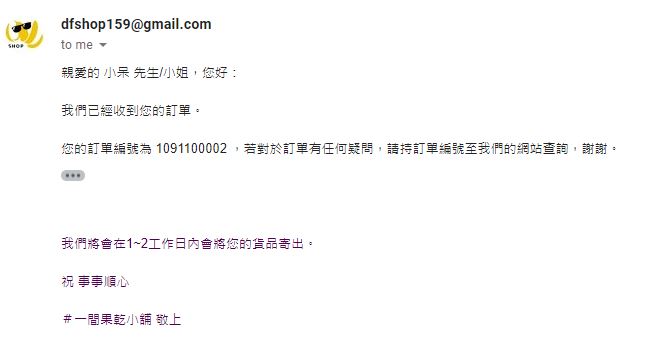 dfshop159@gmail.com
to me
SHOP
親愛的 小呆 先生/小姐，您好：
我們已經收到您的訂單。
您的訂單編號為 1091100002 ，若對於訂單有任何疑問，請持訂單編號至我們的網站查詢，謝謝。
我們將會在1~2工作日內會將您的貨品寄出。
祝 事事順心
＃一間果乾小舖 敬上